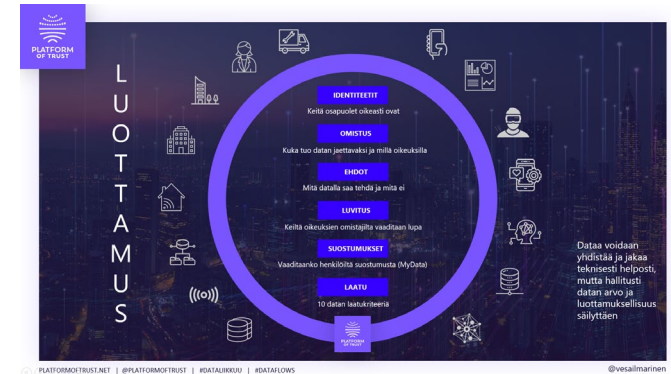 PLATFORM
OF TRUST
LUOTTAMUS
IDENTITEETIT
Keitä osapuolet oikeasti ovat
OMISTUS
Kuka tuo datan jaettavaksi ja millä oikeuksilla
EHDOT
Mitä datalla saa tehdä ja mitä ei
LUVITUS
Keiltä oikeuksien omistajilta vaaditaan lupa
SUOSTUMUKSET
Vaaditaanko henkilöiltä suostumusta (MyData)
LAATU
10 datan laatukriteeriä
PLATFORM
OF TRUST
Dataa voidaan
yhdistää ja jakaa
teknisesti helposti,
mutta hallitusti
datan arvo ja
luottamuksellisuus
säilyttäen
PLATFORMOFTRUST.NET | @PLATFORMOFTRUST | #DATALIIKKUU | #DATAFLOWS
@vesailmarinen